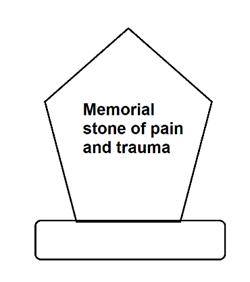 Memorial
stone of pain
and trauma